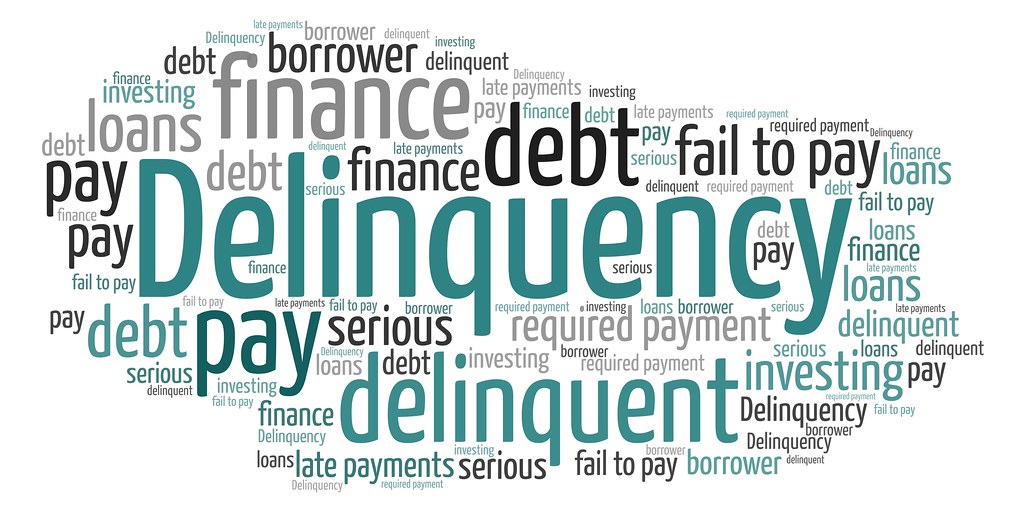 late payments
Delinquency borrower delinquent investing
debt borrower delinquent
finance finance Delinquency
investing late payments investing
loans pay finance debt late payments required payment
debt delinquent late payments debt pay fail to pay required payment Delinquency
pay debt serious finance serious delinquent required payment debt finance loans
finance Delinquency fail to pay
pay debt pay loans finance
fail to pay finance serious late payments loans
fail to pay late payments fail to pay borrower required payment investing loans borrower serious late payments
pay debt pay serious required payment delinquent
Delinquency loans debt investing borrower required payment serious loans delinquent
serious delinquent investing delinquent investing pay
fail to pay required payment
finance Delinquency fail to pay
Delinquency borrower Delinquency
loans late payments investing serious fail to pay borrower borrower delinquent
Delinquency required payment